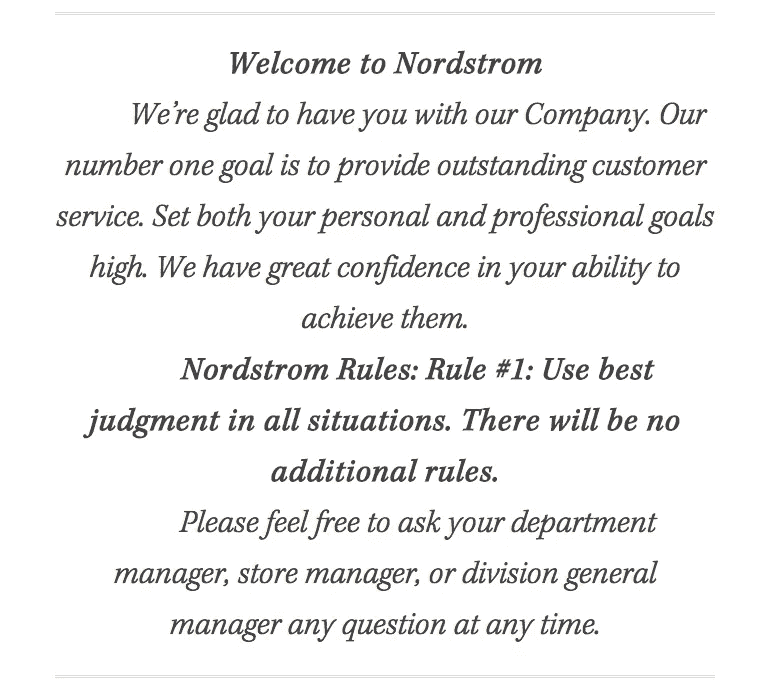 Welcome to Nordstrom
We’re glad to have you with our Company. Our
number one goal is to provide outstanding customer
service. Set both your personal and professional goals
high. We have great confidence in your ability to
achieve them.
Nordstrom Rules: Rule #1: Use best
judgment in all situations. There will be no
additional rules.
Please feel free to ask your department
manager, store manager, or division general
manager any question at any time.